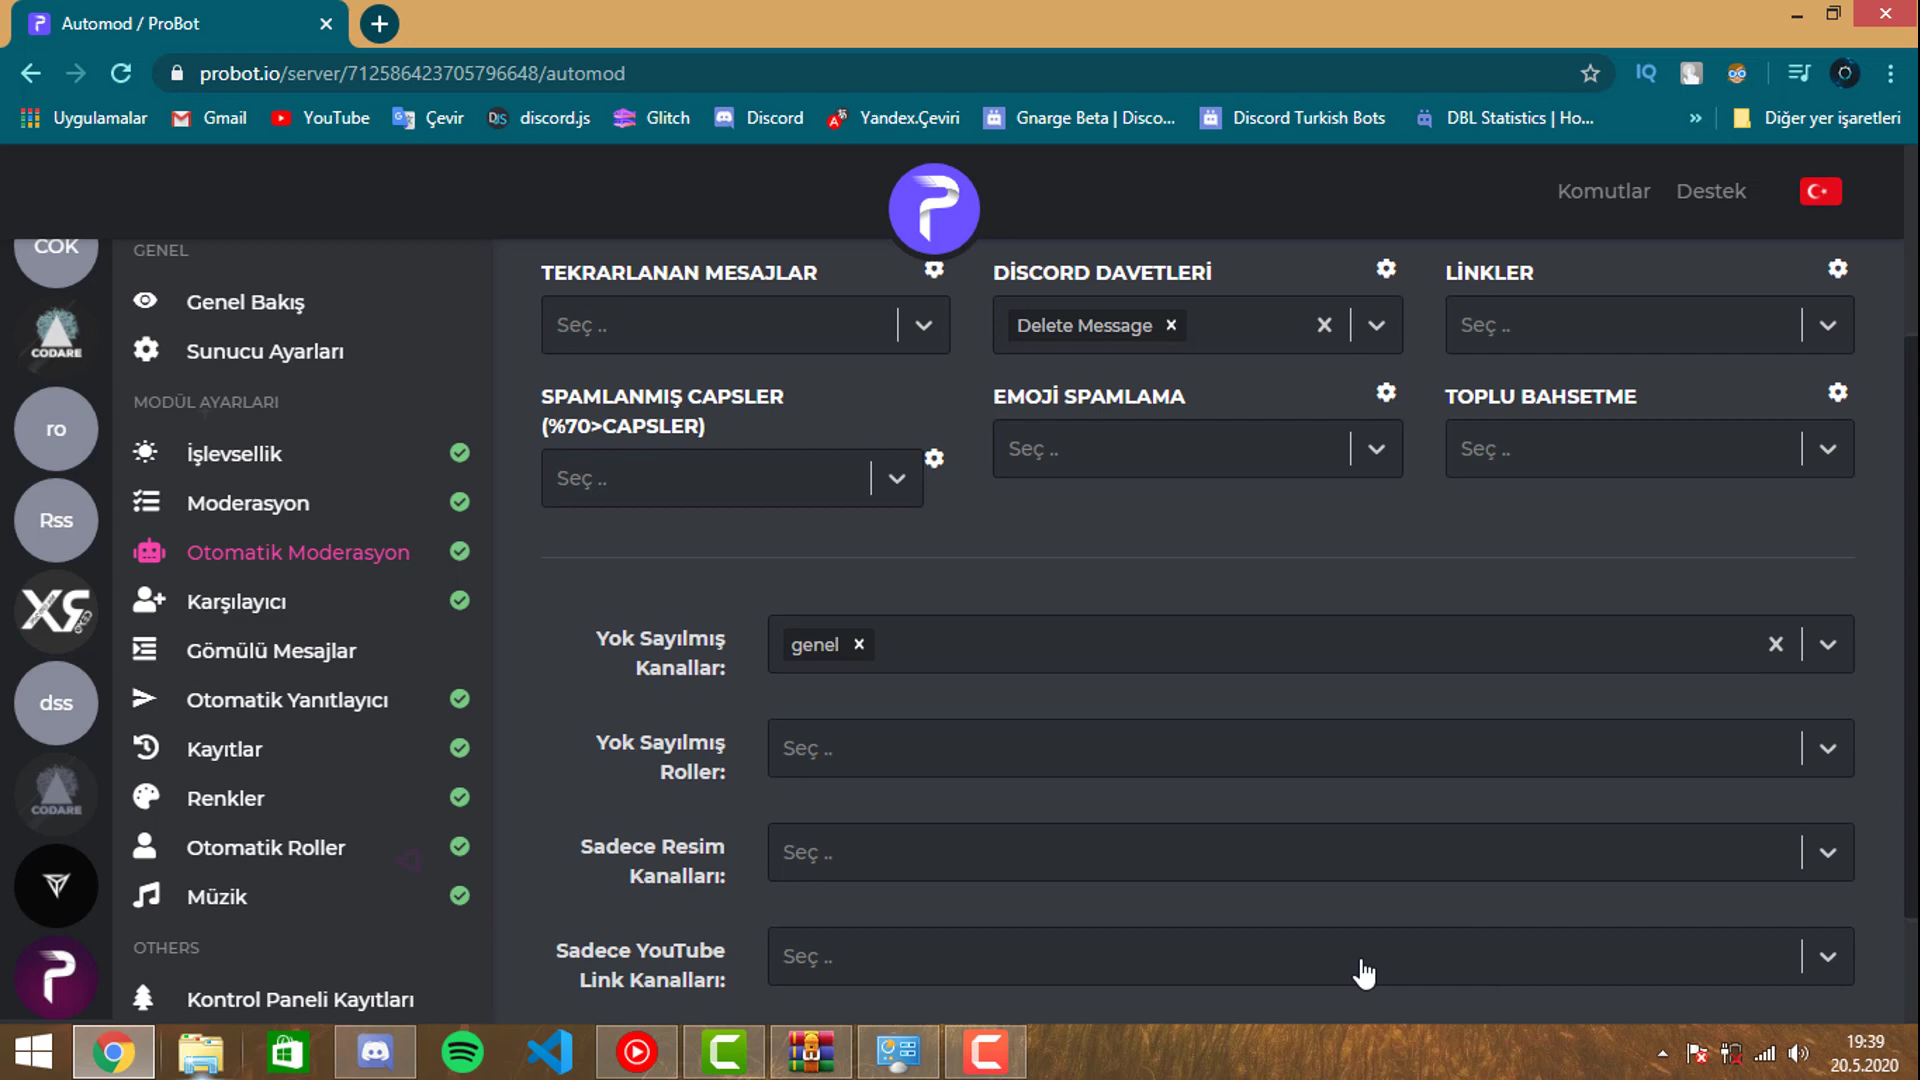 Automod / ProBot
probot.io/server/712586423705796648/automod
IQ
Uygulamalar
Gmail
YouTube
Çevir
discord.js
Glitch
Discord
Yandex.Çeviri
Gnarge Beta | Disco...
Discord Turkish Bots
DBL Statistics | Ho...
»
Diğer yer işaretleri
Komutlar
Destek
COK
CODARE
ro
Rss
dss
CODARE
GENEL
Genel Bakış
Sunucu Ayarları
MODÜL AYARLARI
İşlevsellik
Moderasyon
Otomatik Moderasyon
Karşılayıcı
Gömülü Mesajlar
Otomatik Yanıtlayıcı
Kayıtlar
Renkler
Otomatik Roller
Müzik
OTHERS
Kontrol Paneli Kayıtları
TEKRARLANAN MESAJLAR
Seç ..
DİSCORD DAVETLERİ
Delete Message
LİNKLER
Seç ..
SPAMLANMIŞ CAPSLER
(%70>CAPSLER)
Seç ..
EMOJİ SPAMLAMA
Seç ..
TOPLU BAHSETME
Seç ..
Yok Sayılmış
Kanallar:
genel
Yok Sayılmış
Roller:
Seç ..
Sadece Resim
Kanalları:
Seç ..
Sadece YouTube
Link Kanalları:
Seç ..
19:39
20.5.2020